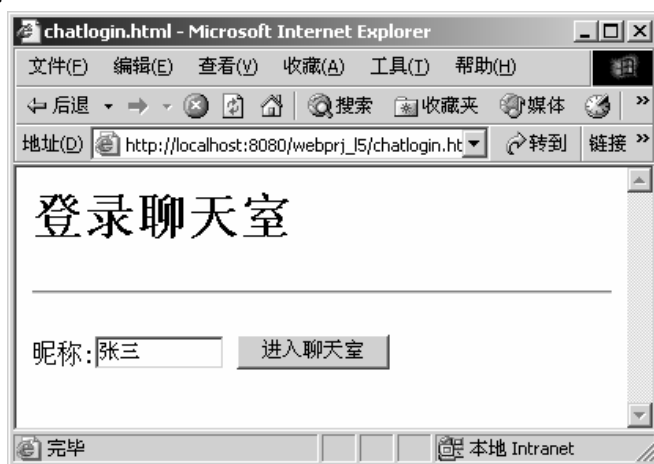 chatlogin.html - Microsoft Internet Explorer
文件(F) 编辑(E) 查看(V) 收藏(A) 工具(T) 帮助(H)
后退 搜索 收藏夹 媒体 »
地址(D) http://localhost:8080/webprj_l5/chatlogin.ht 转到 链接 »
登录聊天室
昵称:张三 进入聊天室
完毕 本地 Intranet